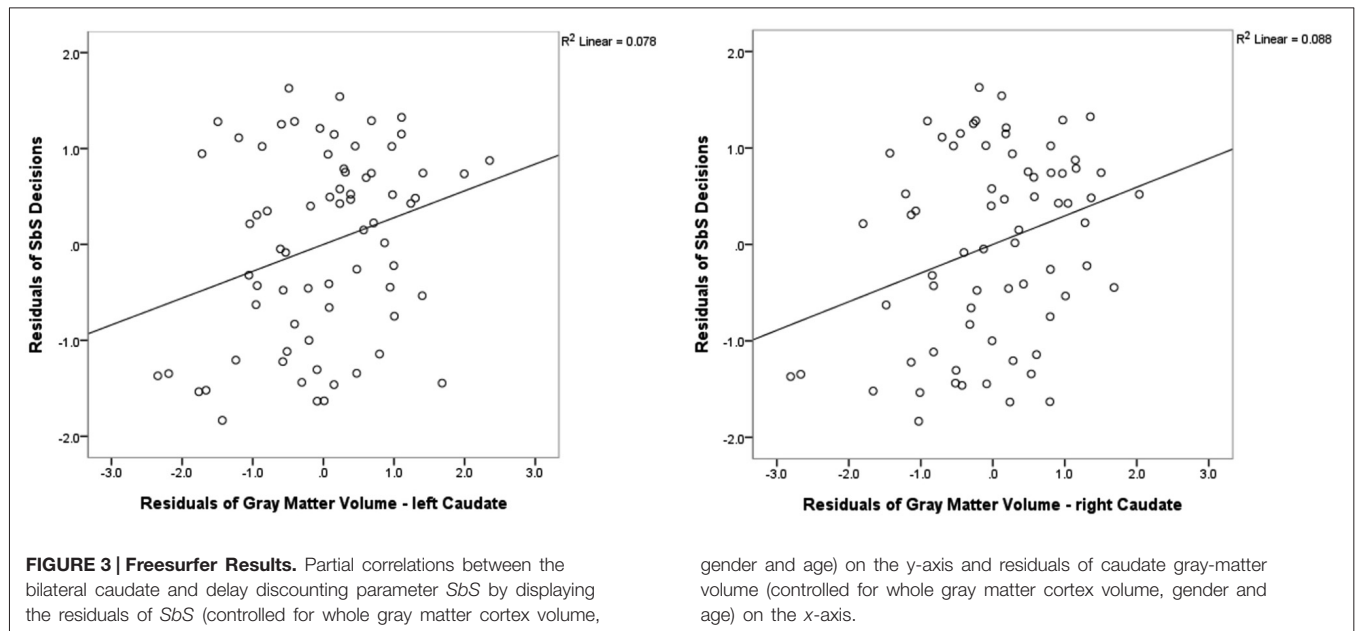 R² Linear = 0.078
2.0
1.0
.0
-1.0
-2.0
Residuals of SbS Decisions
-3.0 -2.0 -1.0 .0 1.0 2.0 3.0
Residuals of Gray Matter Volume - left Caudate
R² Linear = 0.088
2.0
1.0
.0
-1.0
-2.0
Residuals of SbS Decisions
-3.0 -2.0 -1.0 .0 1.0 2.0 3.0
Residuals of Gray Matter Volume - right Caudate
FIGURE 3 | Freesurfer Results. Partial correlations between the
bilateral caudate and delay discounting parameter SbS by displaying
the residuals of SbS (controlled for whole gray matter cortex volume,
gender and age) on the y-axis and residuals of caudate gray-matter
volume (controlled for whole gray matter cortex volume, gender and
age) on the x-axis.